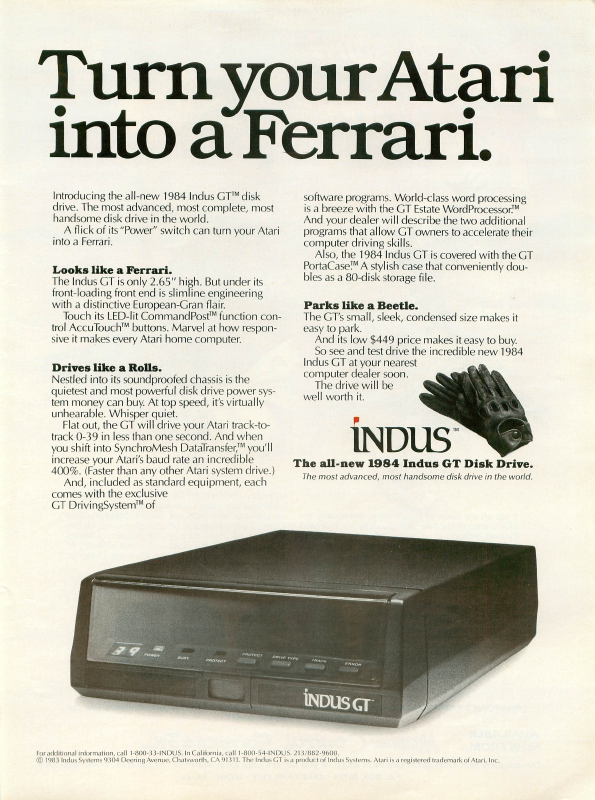 Turn your Atari
into a Ferrari.
Introducing the all-new 1984 Indus GT™ disk
drive. The most advanced, most complete, most
handsome disk drive in the world.
A flick of its "Power" switch can turn your Atari
into a Ferrari.
Looks like a Ferrari.
The Indus GT is only 2.65" high. But under its
front-loading front end is slimline engineering
with a distinctive European-Gran flair.
Touch its LED-lit CommandPost™ function con-
trol AccuTouch™ buttons. Marvel at how respon-
sive it makes every Atari home computer.
Drives like a Rolls.
Nestled into its soundproofed chassis is the
quietest and most powerful disk drive power sys-
tem money can buy. At top speed, it's virtually
unhearable. Whisper quiet.
Flat out, the GT will drive your Atari track-to-
track 0-39 in less than one second. And when
you shift into SynchroMesh DataTransfer,™ you'll
increase your Atari's baud rate an incredible
400%. (Faster than any other Atari system drive.)
And, included as standard equipment, each
comes with the exclusive
GT DrivingSystem™ of
software programs. World-class word processing
is a breeze with the GT Estate WordProcessor.™
And your dealer will describe the two additional
programs that allow GT owners to accelerate their
computer driving skills.
Also, the 1984 Indus GT is covered with the GT
PortaCase.™ A stylish case that conveniently dou-
bles as a 80-disk storage file.
Parks like a Beetle.
The GT's small, sleek, condensed size makes it
easy to park.
And its low $449 price makes it easy to buy.
So see and test drive the incredible new 1984
Indus GT at your nearest
computer dealer soon.
The drive will be
well worth it.
INDUS™
The all-new 1984 Indus GT Disk Drive.
The most advanced, most handsome disk drive in the world.
39 POWER BUSY PROTECT PROTECT DRIVE TYPE TRACK ERROR
INDUS GT™
For additional information, call 1-800-33-INDUS. In California, call 1-800-54-INDUS. 213/882-9600.
© 1983 Indus Systems 9304 Deering Avenue, Chatsworth, CA 91311. The Indus GT is a product of Indus Systems. Atari is a registered trademark of Atari, Inc.